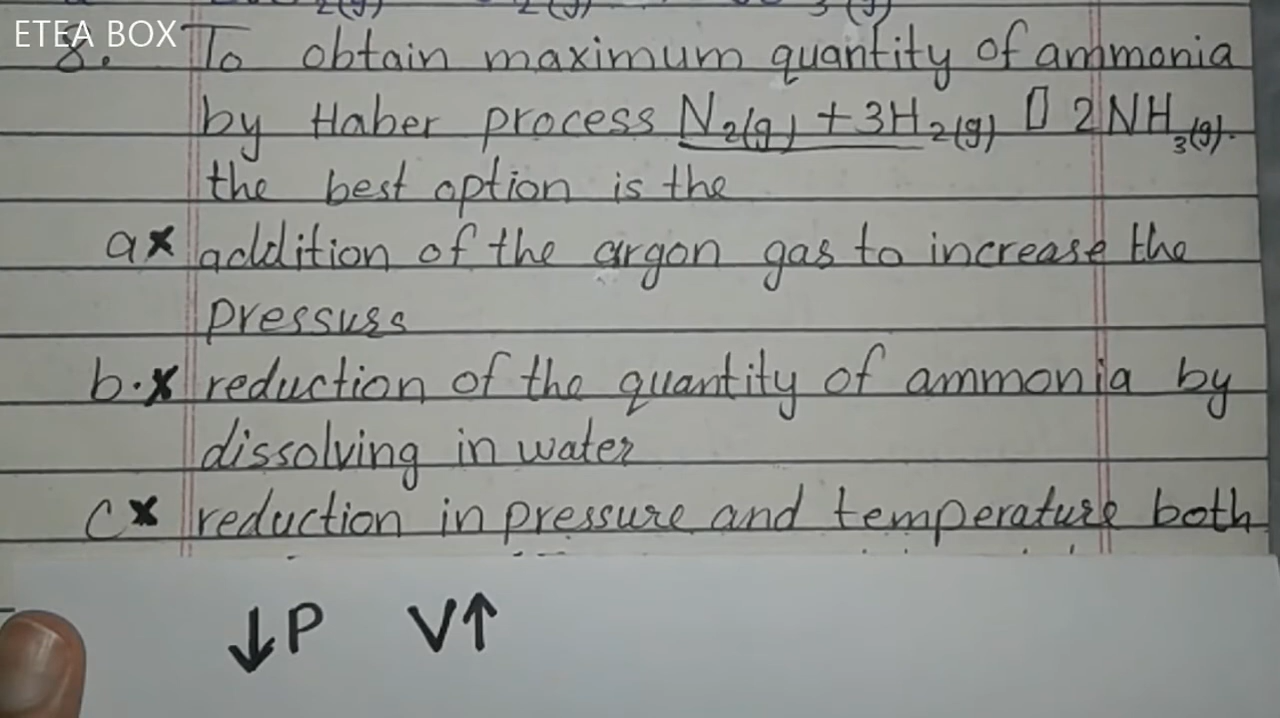 ETEA BOX
8. To obtain maximum quantity of ammonia
by Haber process N2(g) + 3H2(g) ▯ 2NH3(g).
the best option is the
a× addition of the argon gas to increase the
pressuss
b.× reduction of the quantity of ammonia by
dissolving in water
c× reduction in pressure and temperature both
↓P V↑